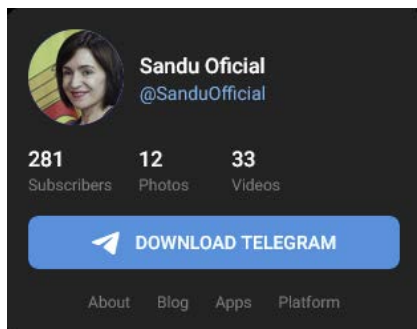 Sandu Oficial
@SanduOfficial
281 12 33
Subscribers Photos Videos
DOWNLOAD TELEGRAM
About Blog Apps Platform